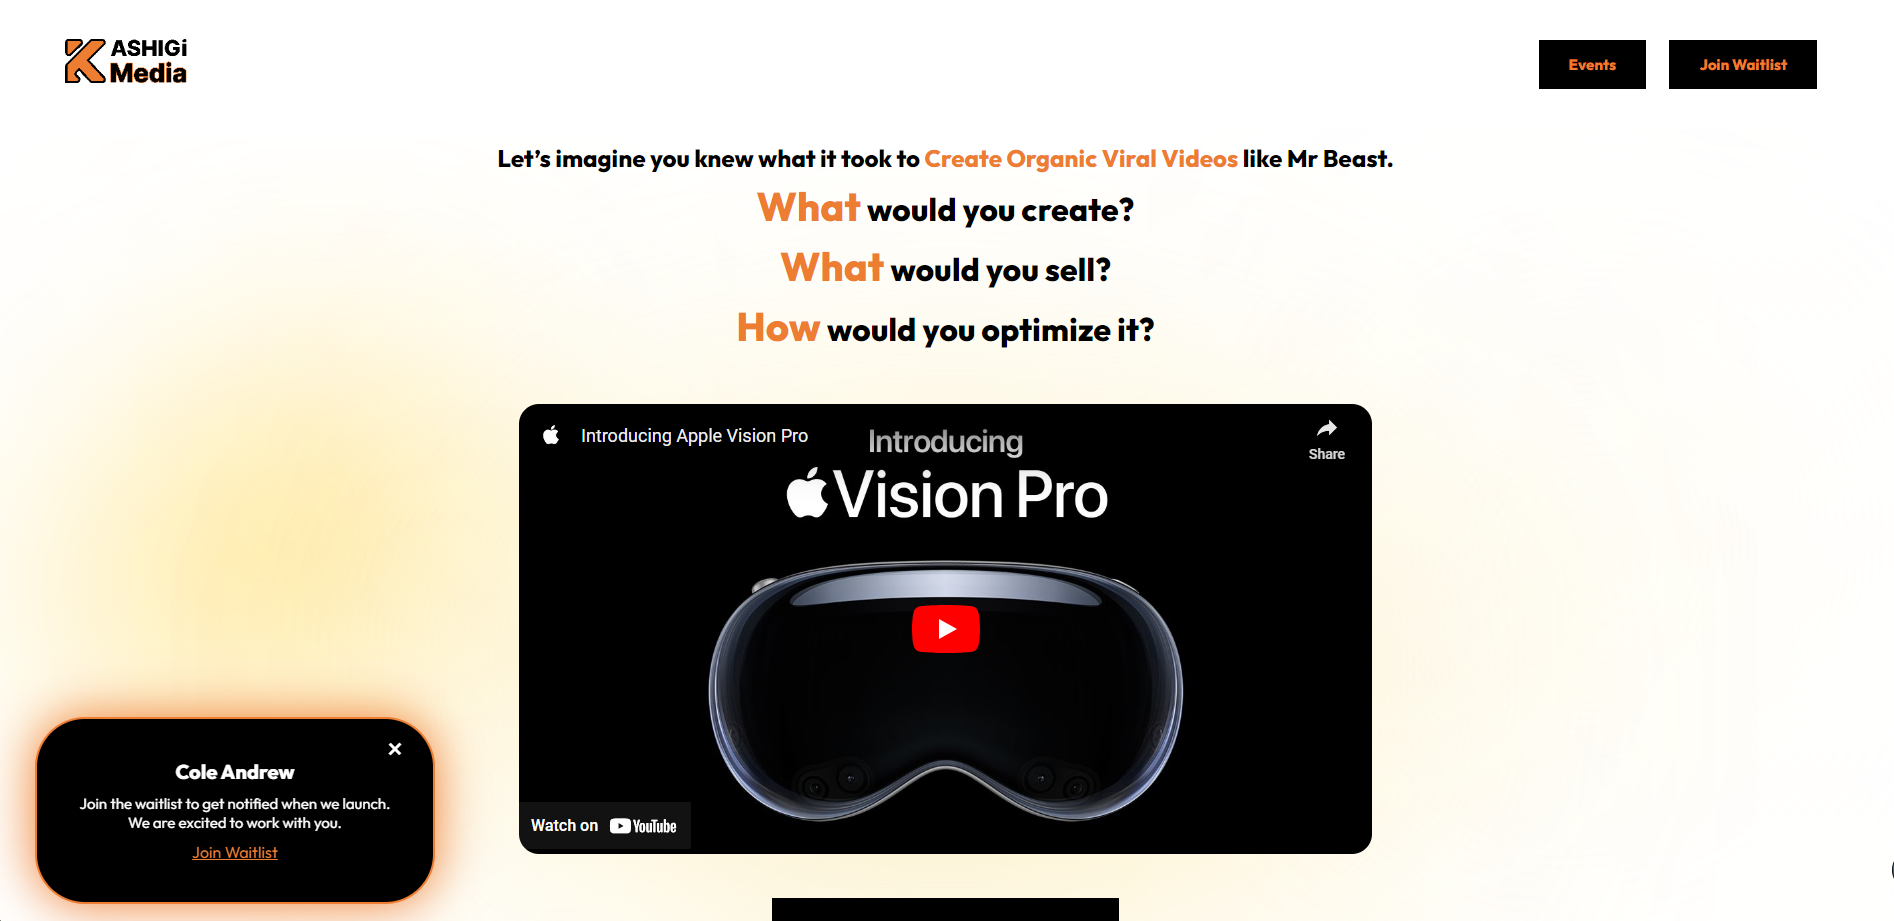 KASHIGi
Media
Events
Join Waitlist
Let's imagine you knew what it took to Create Organic Viral Videos like Mr Beast.
What would you create?
What would you sell?
How would you optimize it?
Introducing Apple Vision Pro
Share
Introducing
Vision Pro
Watch on YouTube
Cole Andrew
Join the waitlist to get notified when we launch.
We are excited to work with you.
Join Waitlist